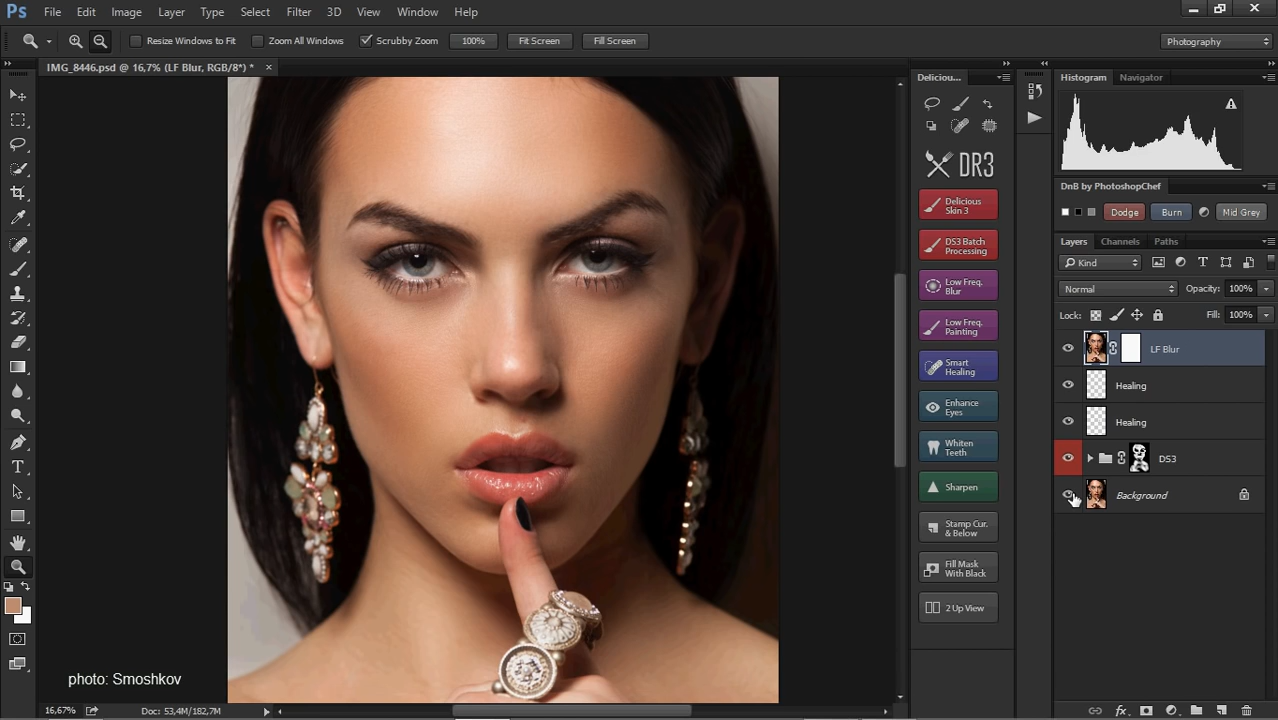 Ps File Edit Image Layer Type Select Filter 3D View Window Help
Resize Windows to Fit Zoom All Windows Scrubby Zoom 100% Fit Screen Fill Screen Photography
IMG_8446.psd @ 16,7% (LF Blur, RGB/8*) *
Deliciou...
DR3
Delicious
Skin 3
DS3 Batch
Processing
Low Freq.
Blur
Low Freq.
Painting
Smart
Healing
Enhance
Eyes
Whiten
Teeth
Sharpen
Stamp Cur.
& Below
Fill Mask
With Black
2 Up View
Histogram Navigator
DnB by PhotoshopChef
Dodge Burn Mid Grey
Layers Channels Paths
Kind
Normal Opacity: 100%
Lock: Fill: 100%
LF Blur
Healing
Healing
DS3
Background
fx
photo: Smoshkov
16,67% Doc: 53,4M/182,7M